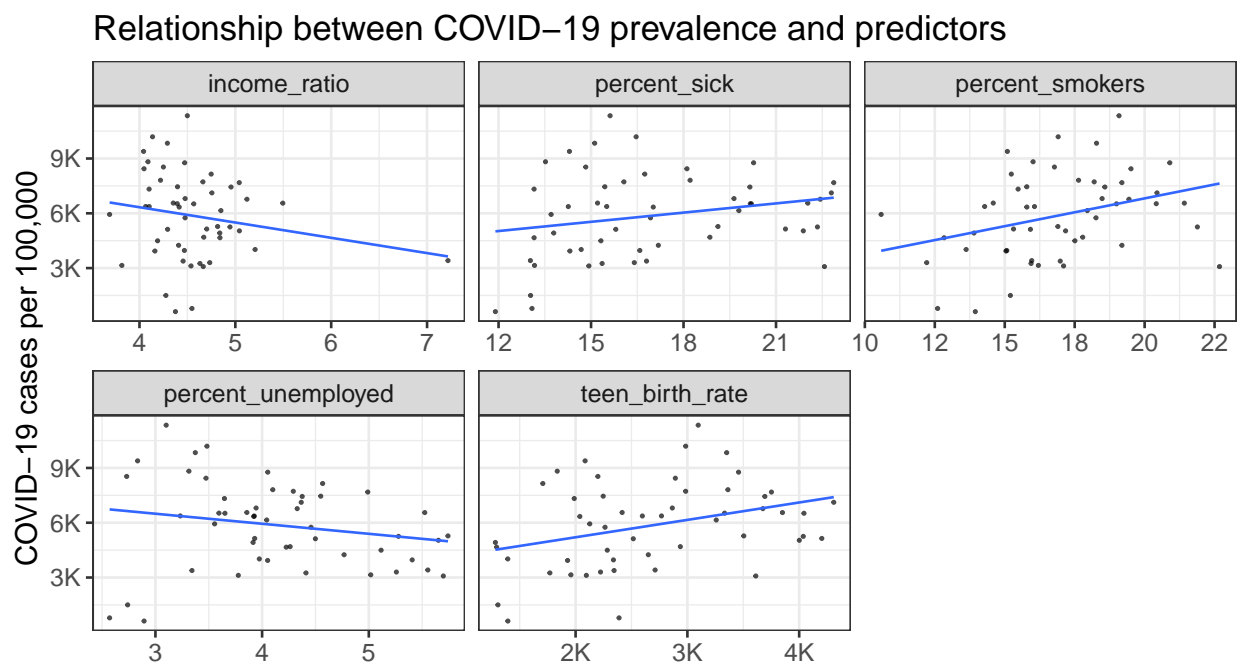 Relationship between COVID−19 prevalence and predictors
income_ratio
percent_sick
percent_smokers
9K
6K
3K
4 5 6 7
12 15 18 21
10 12 15 18 20 22
percent_unemployed
teen_birth_rate
9K
6K
3K
3 4 5
2K 3K 4K
COVID−19 cases per 100,000